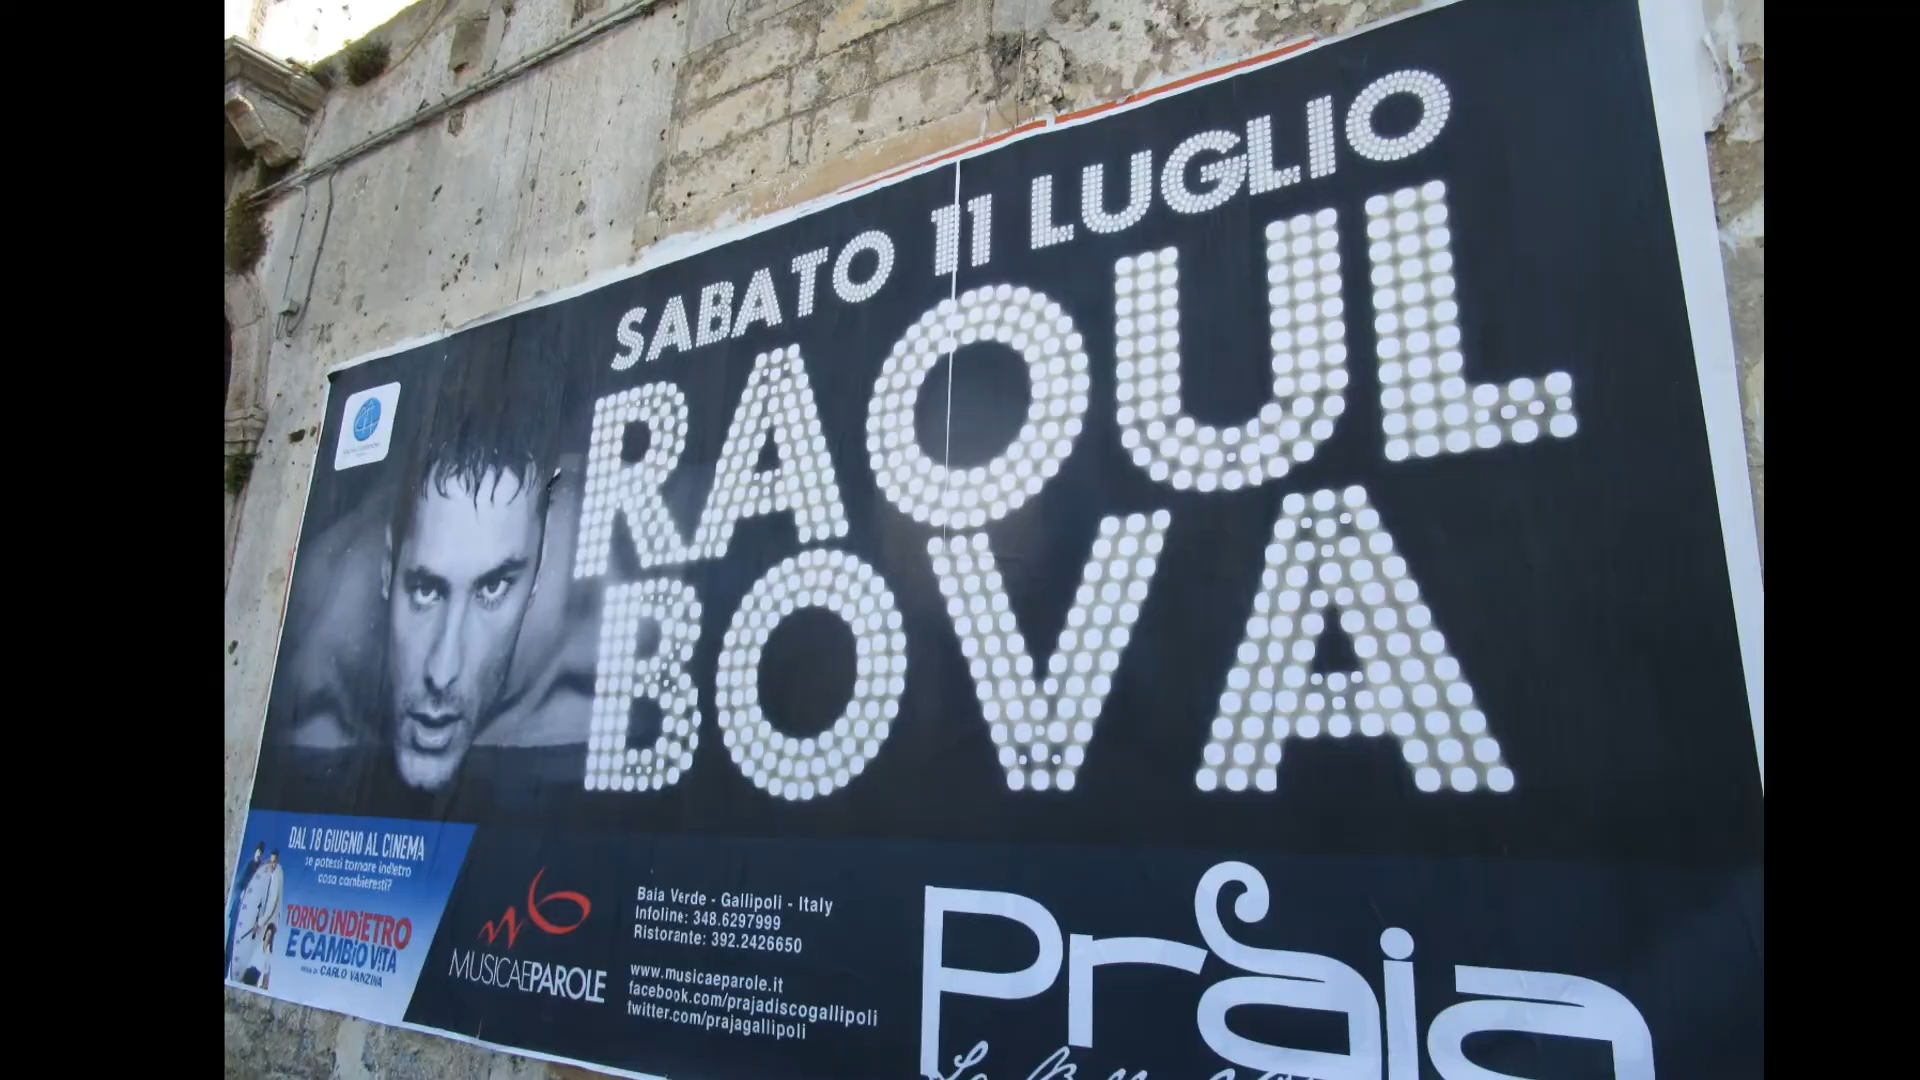 SABATO 11 LUGLIO
RAOUL
BOVA
DAL 18 GIUGNO AL CINEMA
se potessi tornare indietro
cosa cambieresti?
TORNO iNDiETRO
E CAMBiO ViTA
CARLO VANZINA
MUSICAEPAROLE
Baia Verde - Gallipoli - Italy
Infoline: 348.6297999
Ristorante: 392.2426650
www.musicaeparole.it
facebook.com/prajadiscogallipoli
twitter.com/prajagallipoli
Praja